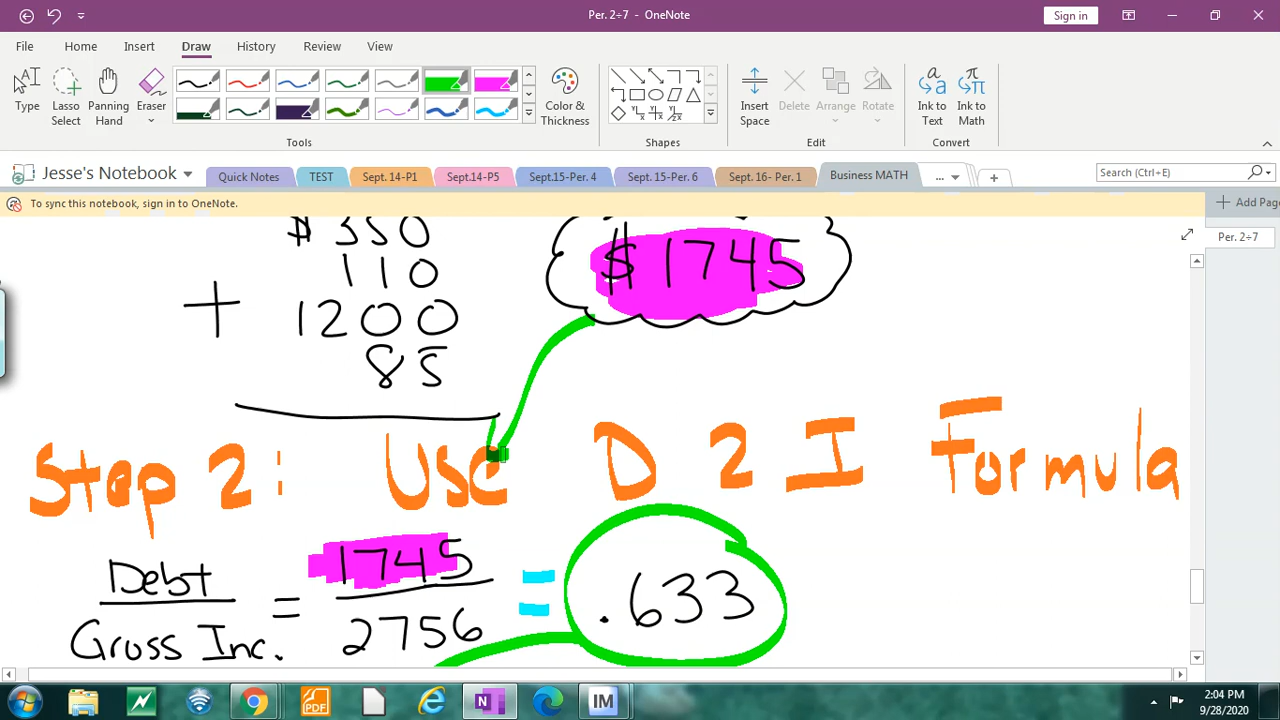 Per. 2÷7 - OneNote
Sign in
File Home Insert Draw History Review View
Type
Lasso Select
Panning Hand
Eraser
Color & Thickness
Insert Space
Delete
Arrange
Rotate
Ink to Text
Ink to Math
Tools
Shapes
Edit
Convert
Jesse's Notebook
Quick Notes
TEST
Sept. 14-P1
Sept.14-P5
Sept.15-Per. 4
Sept. 15-Per. 6
Sept. 16- Per. 1
Business MATH
...
Search (Ctrl+E)
To sync this notebook, sign in to OneNote.
Add Page
Per. 2÷7
$350
110
+ 1200
85
$1745
Step 2: Use D 2 I Formula
Debt
Gross Inc.
=
1745
2756
=
.633
IM
2:04 PM
9/28/2020